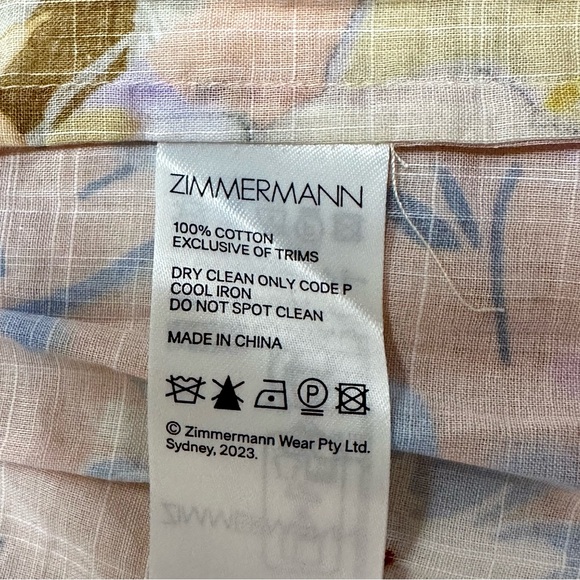 ZIMMERMANN
100% COTTON
EXCLUSIVE OF TRIMS
DRY CLEAN ONLY CODE P
COOL IRON
DO NOT SPOT CLEAN
MADE IN CHINA
P
© Zimmermann Wear Pty Ltd.
Sydney, 2023.